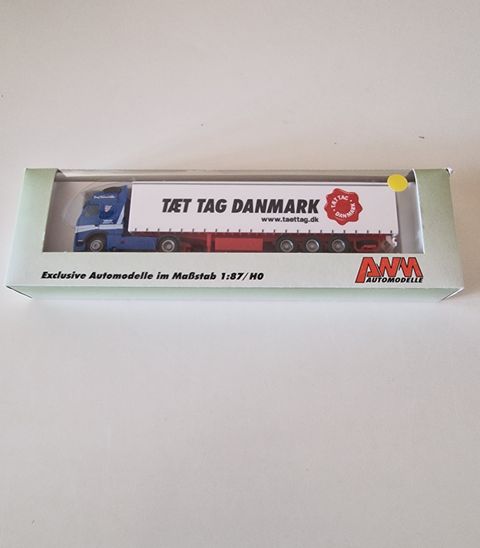 TÆT TAG DANMARK
www.taettag.dk
TÆT TAG
DANMARK
Exclusive Automodelle im Maßstab 1:87/H0
AWM
AUTOMODELLE